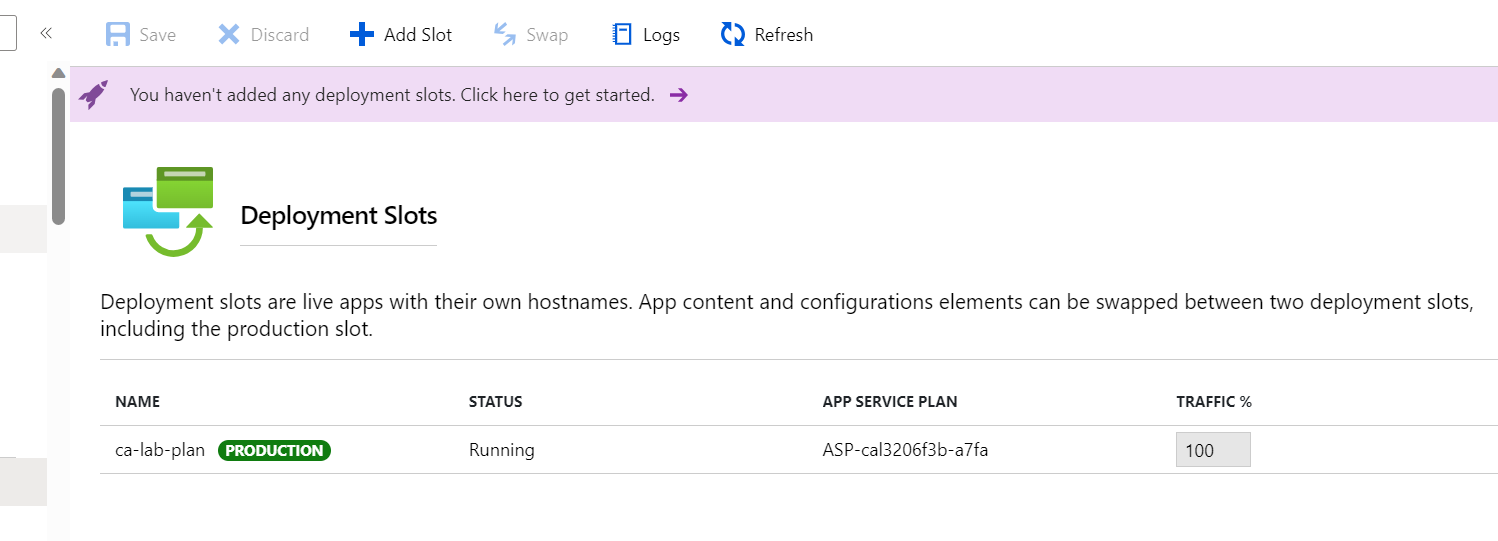 Save Discard Add Slot Swap Logs Refresh
You haven't added any deployment slots. Click here to get started.
Deployment Slots
Deployment slots are live apps with their own hostnames. App content and configurations elements can be swapped between two deployment slots,
including the production slot.
NAME STATUS APP SERVICE PLAN TRAFFIC %
ca-lab-plan PRODUCTION Running ASP-cal3206f3b-a7fa 100